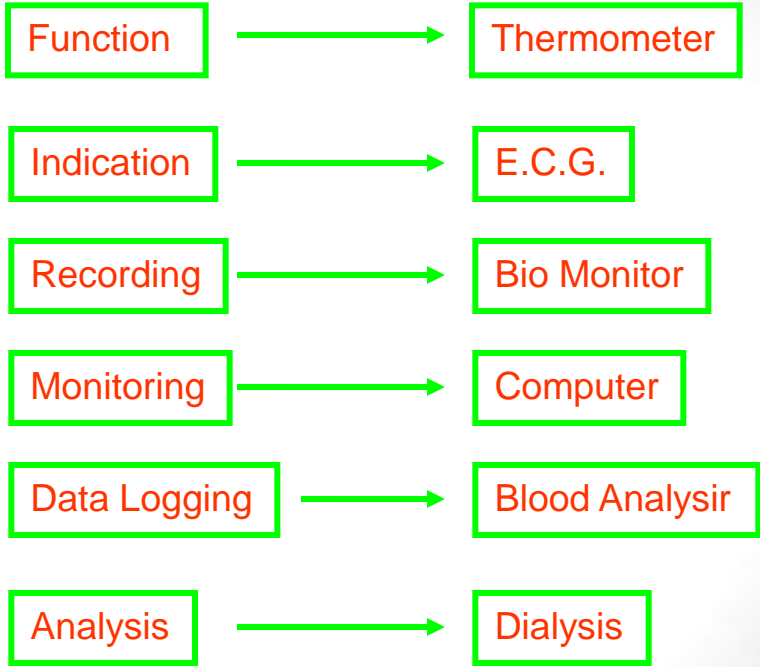 Function Thermometer
Indication E.C.G.
Recording Bio Monitor
Monitoring Computer
Data Logging Blood Analysir
Analysis Dialysis